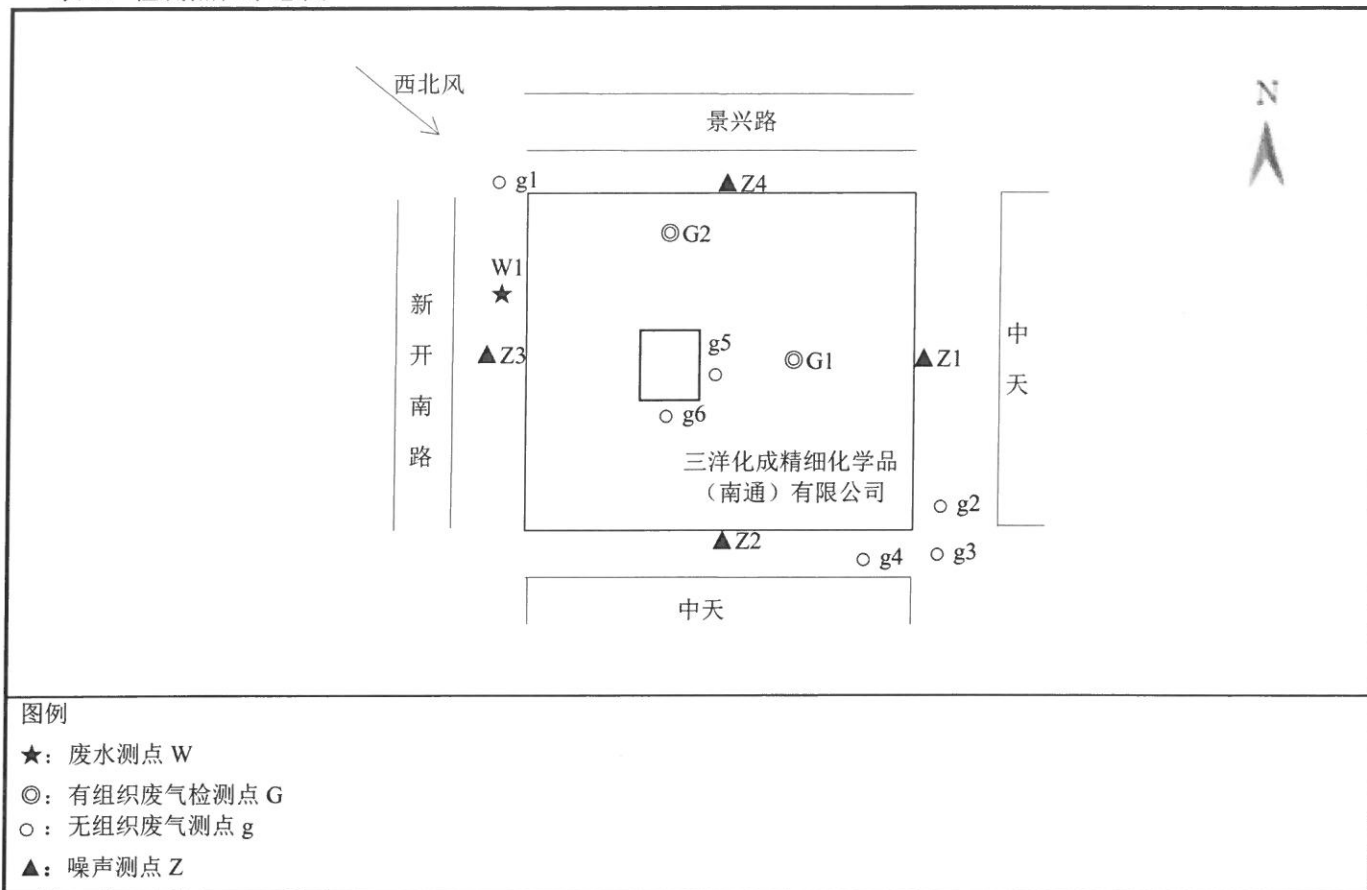 西北风
景兴路
N
g1
Z4
G2
W1
新开南路
Z3
g5
G1
Z1
中天
g6
三洋化成精细化学品
（南通）有限公司
g2
Z2
g4
g3
中天
图例
★：废水测点 W
◎：有组织废气检测点 G
○：无组织废气测点 g
▲：噪声测点 Z